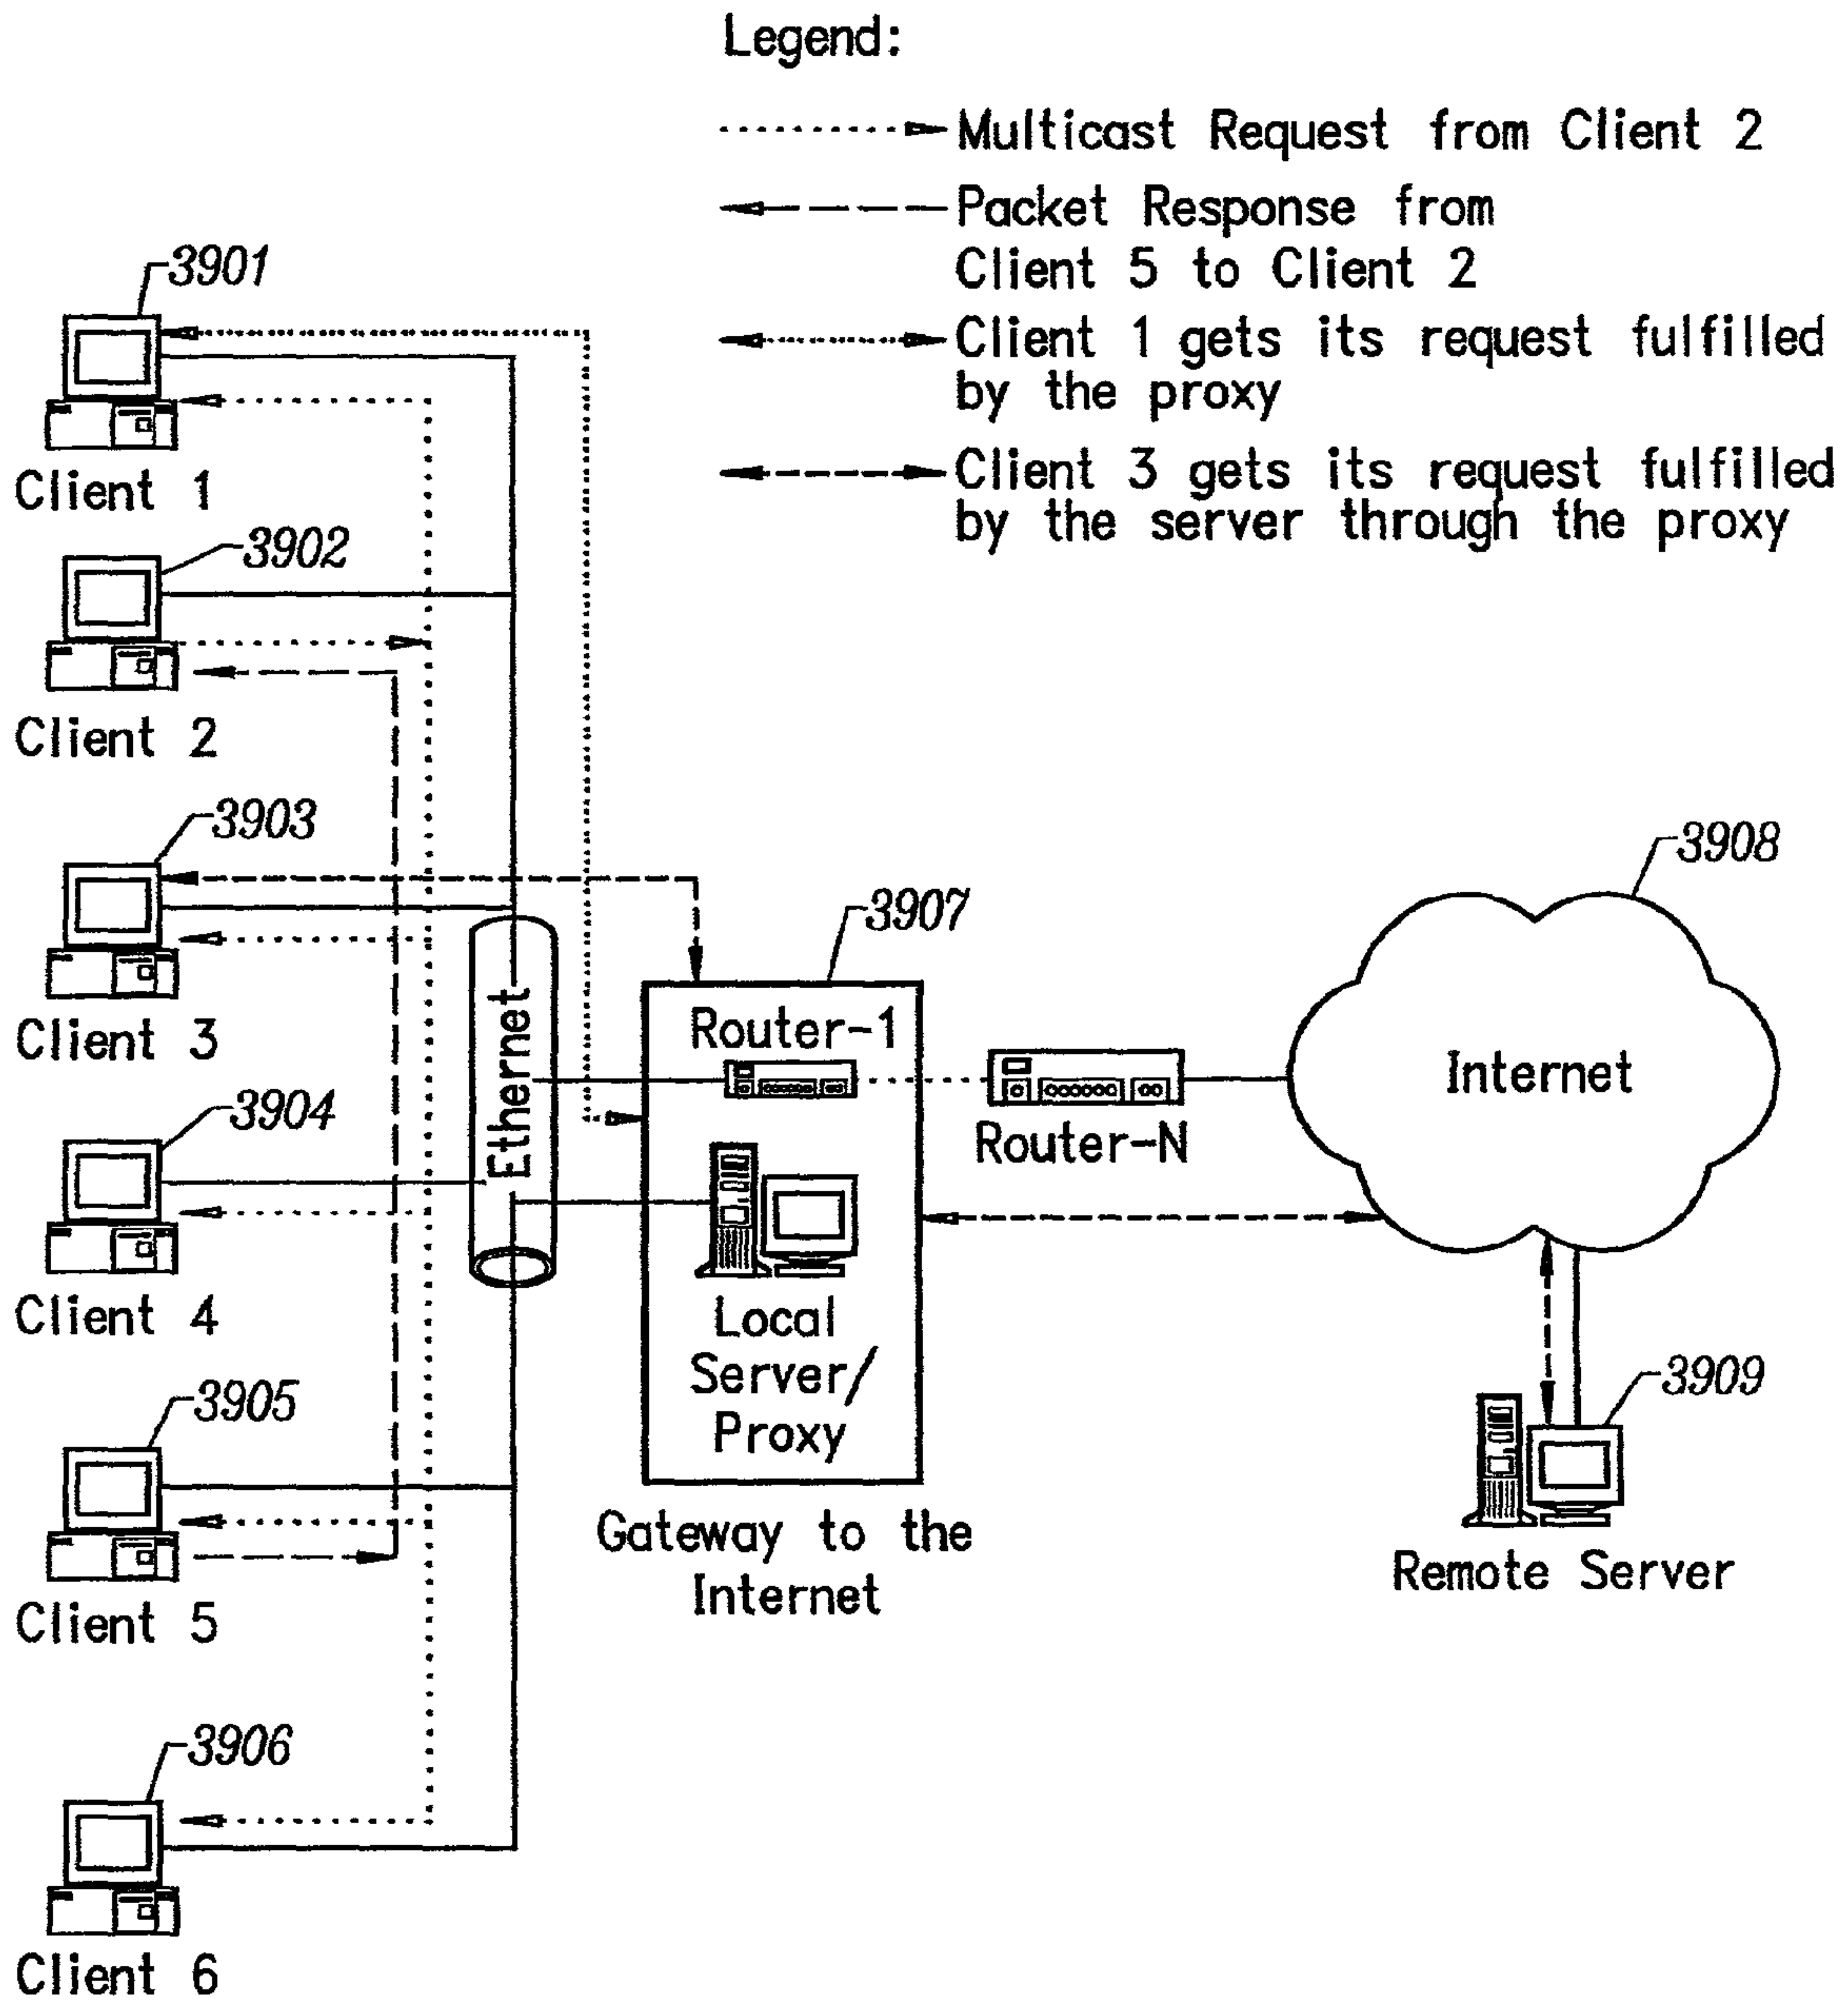 Legend:
Multicast Request from Client 2
Packet Response from
Client 5 to Client 2
Client 1 gets its request fulfilled
by the proxy
Client 3 gets its request fulfilled
by the server through the proxy
3901
Client 1
3902
Client 2
3903
Client 3
3904
Client 4
3905
Client 5
3906
Client 6
Ethernet
3907
Router-1
Local
Server/
Proxy
Gateway to the
Internet
Router-N
3908
Internet
3909
Remote Server